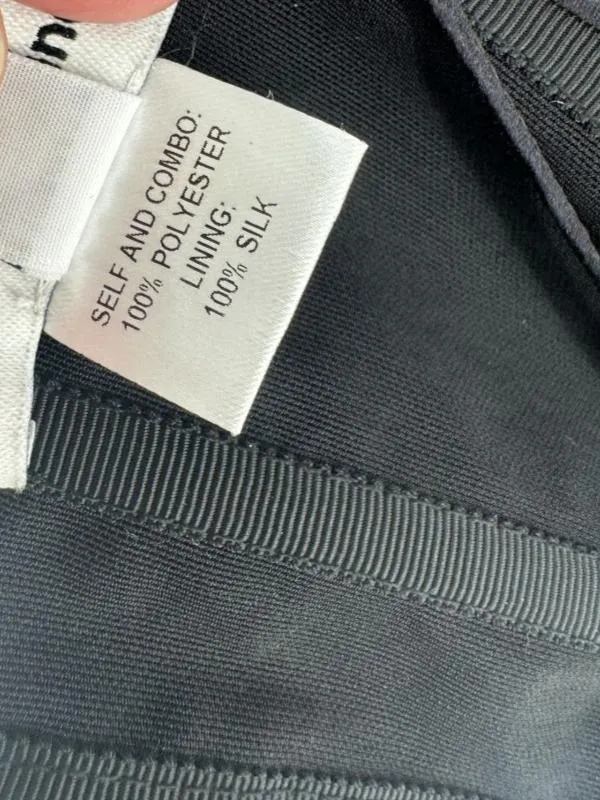 SELF AND COMBO:
100% POLYESTER
LINING:
100% SILK